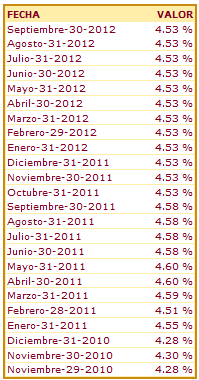 FECHA VALOR
Septiembre-30-2012 4.53 %
Agosto-31-2012 4.53 %
Julio-31-2012 4.53 %
Junio-30-2012 4.53 %
Mayo-31-2012 4.53 %
Abril-30-2012 4.53 %
Marzo-31-2012 4.53 %
Febrero-29-2012 4.53 %
Enero-31-2012 4.53 %
Diciembre-31-2011 4.53 %
Noviembre-30-2011 4.53 %
Octubre-31-2011 4.53 %
Septiembre-30-2011 4.58 %
Agosto-31-2011 4.58 %
Julio-31-2011 4.58 %
Junio-30-2011 4.58 %
Mayo-31-2011 4.60 %
Abril-30-2011 4.60 %
Marzo-31-2011 4.59 %
Febrero-28-2011 4.51 %
Enero-31-2011 4.55 %
Diciembre-31-2010 4.28 %
Noviembre-30-2010 4.30 %
Noviembre-29-2010 4.28 %